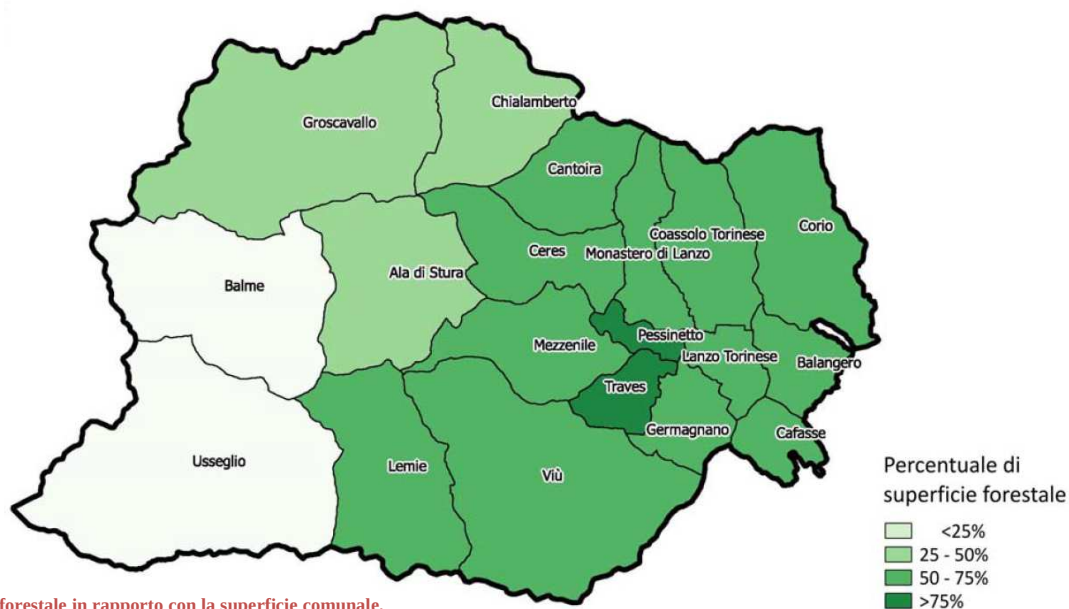 Chialamberto
Groscavallo
Cantoira
Corio
Coassolo Torinese
Ceres
Monastero di Lanzo
Ala di Stura
Balme
Pessinetto
Mezzenile
Lanzo Torinese
Balangero
Traves
Germagnano
Cafasse
Usseglio
Lemie
Viù
Percentuale di
superficie forestale
<25%
25 - 50%
50 - 75%
>75%
forestale in rapporto con la superficie comunale.